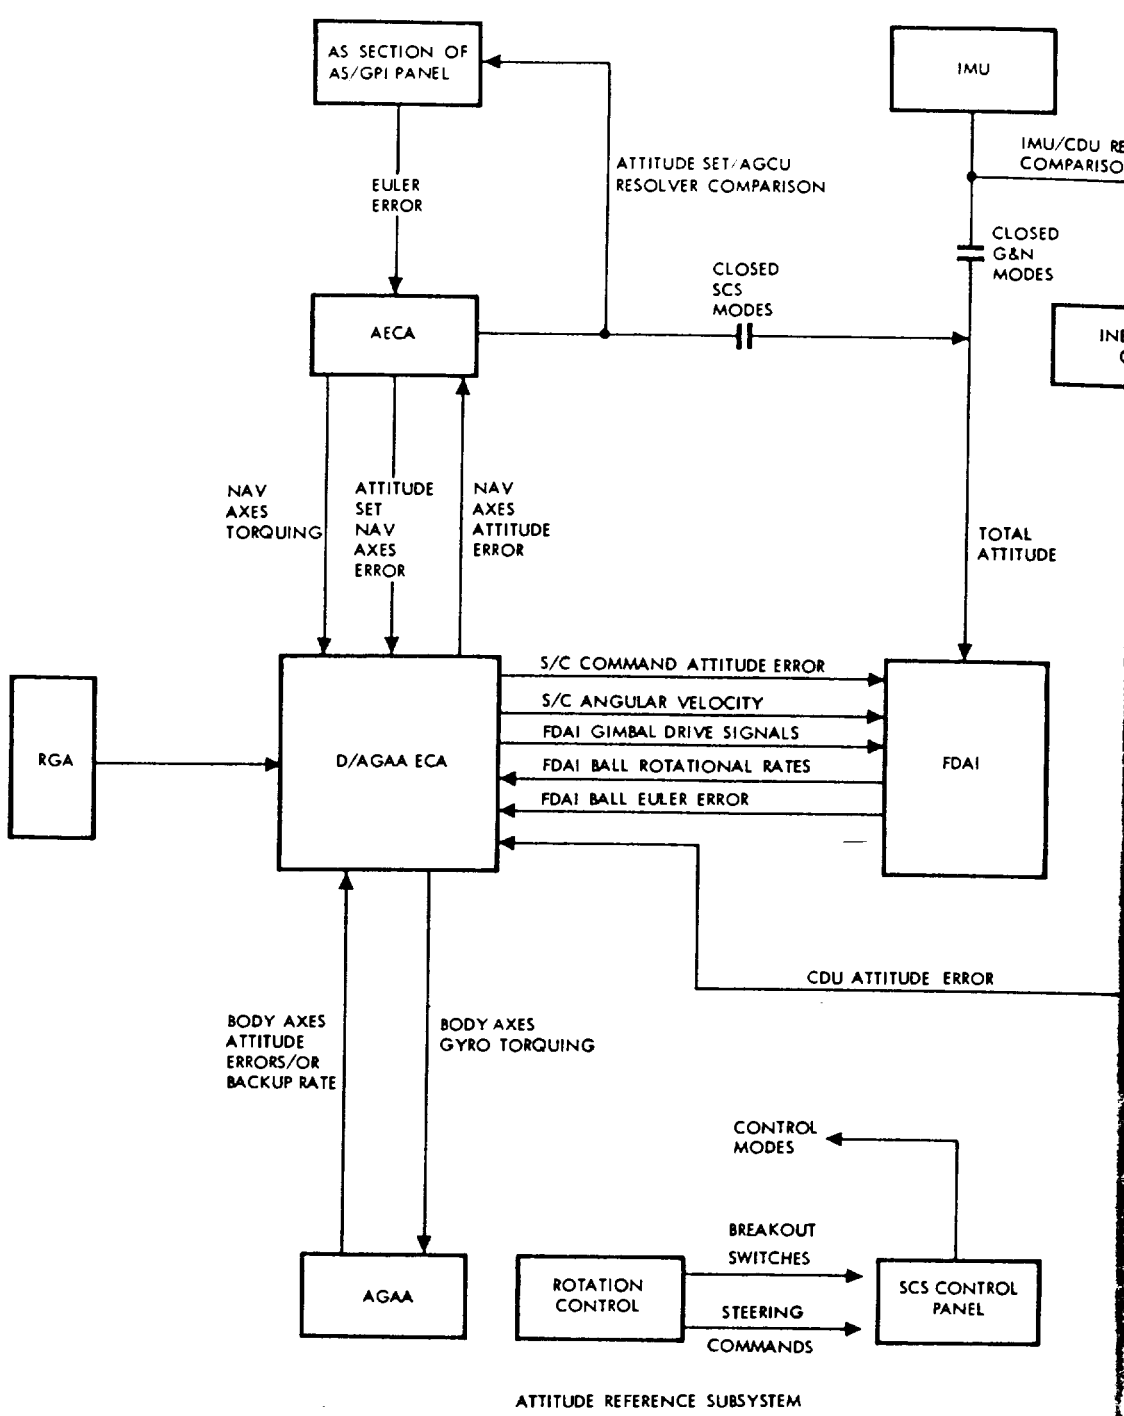 AS SECTION OF
AS/GPI PANEL
IMU
IMU/CDU RE
COMPARISO
ATTITUDE SET/AGCU
RESOLVER COMPARISON
EULER
ERROR
CLOSED
G&N
MODES
CLOSED
SCS
MODES
AECA
INE
NAV
AXES
TORQUING
ATTITUDE
SET
NAV
AXES
ERROR
NAV
AXES
ATTITUDE
ERROR
TOTAL
ATTITUDE
S/C COMMAND ATTITUDE ERROR
S/C ANGULAR VELOCITY
FDAI GIMBAL DRIVE SIGNALS
FDAI BALL ROTATIONAL RATES
FDAI BALL EULER ERROR
RGA
D/AGAA ECA
FDAI
CDU ATTITUDE ERROR
BODY AXES
ATTITUDE
ERRORS/OR
BACKUP RATE
BODY AXES
GYRO TORQUING
CONTROL
MODES
BREAKOUT
SWITCHES
AGAA
ROTATION
CONTROL
STEERING
COMMANDS
SCS CONTROL
PANEL
ATTITUDE REFERENCE SUBSYSTEM